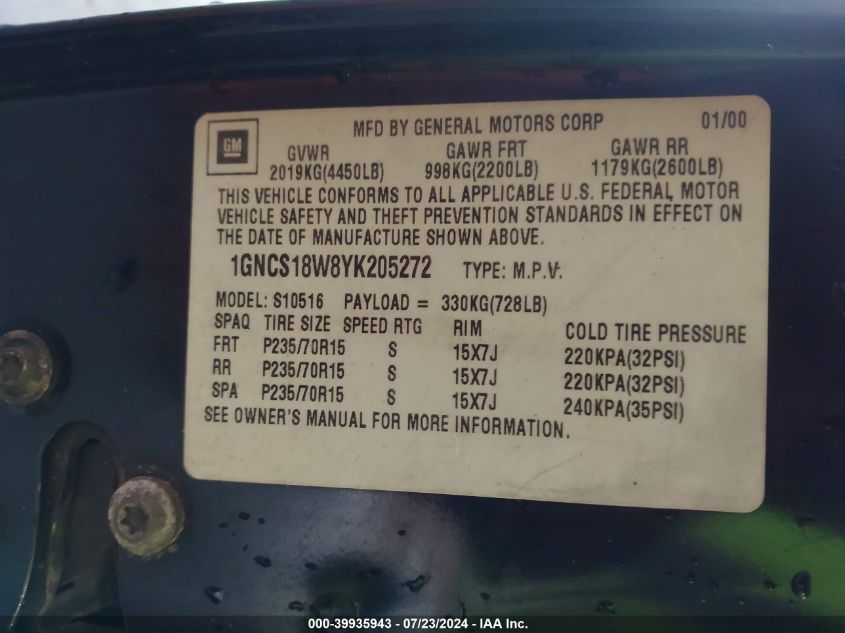 MFD BY GENERAL MOTORS CORP 01/00
GM
GVWR GAWR FRT GAWR RR
2019KG(4450LB) 998KG(2200LB) 1179KG(2600LB)
THIS VEHICLE CONFORMS TO ALL APPLICABLE U.S. FEDERAL MOTOR
VEHICLE SAFETY AND THEFT PREVENTION STANDARDS IN EFFECT ON
THE DATE OF MANUFACTURE SHOWN ABOVE.
1GNCS18W8YK205272 TYPE: M.P.V.
MODEL: S10516 PAYLOAD = 330KG(728LB)
SPAQ TIRE SIZE SPEED RTG RIM COLD TIRE PRESSURE
FRT P235/70R15 S 15X7J 220KPA(32PSI)
RR P235/70R15 S 15X7J 220KPA(32PSI)
SPA P235/70R15 S 15X7J 240KPA(35PSI)
SEE OWNER'S MANUAL FOR MORE INFORMATION.
000-39935943 / 07/23/2024 - IAA Inc.